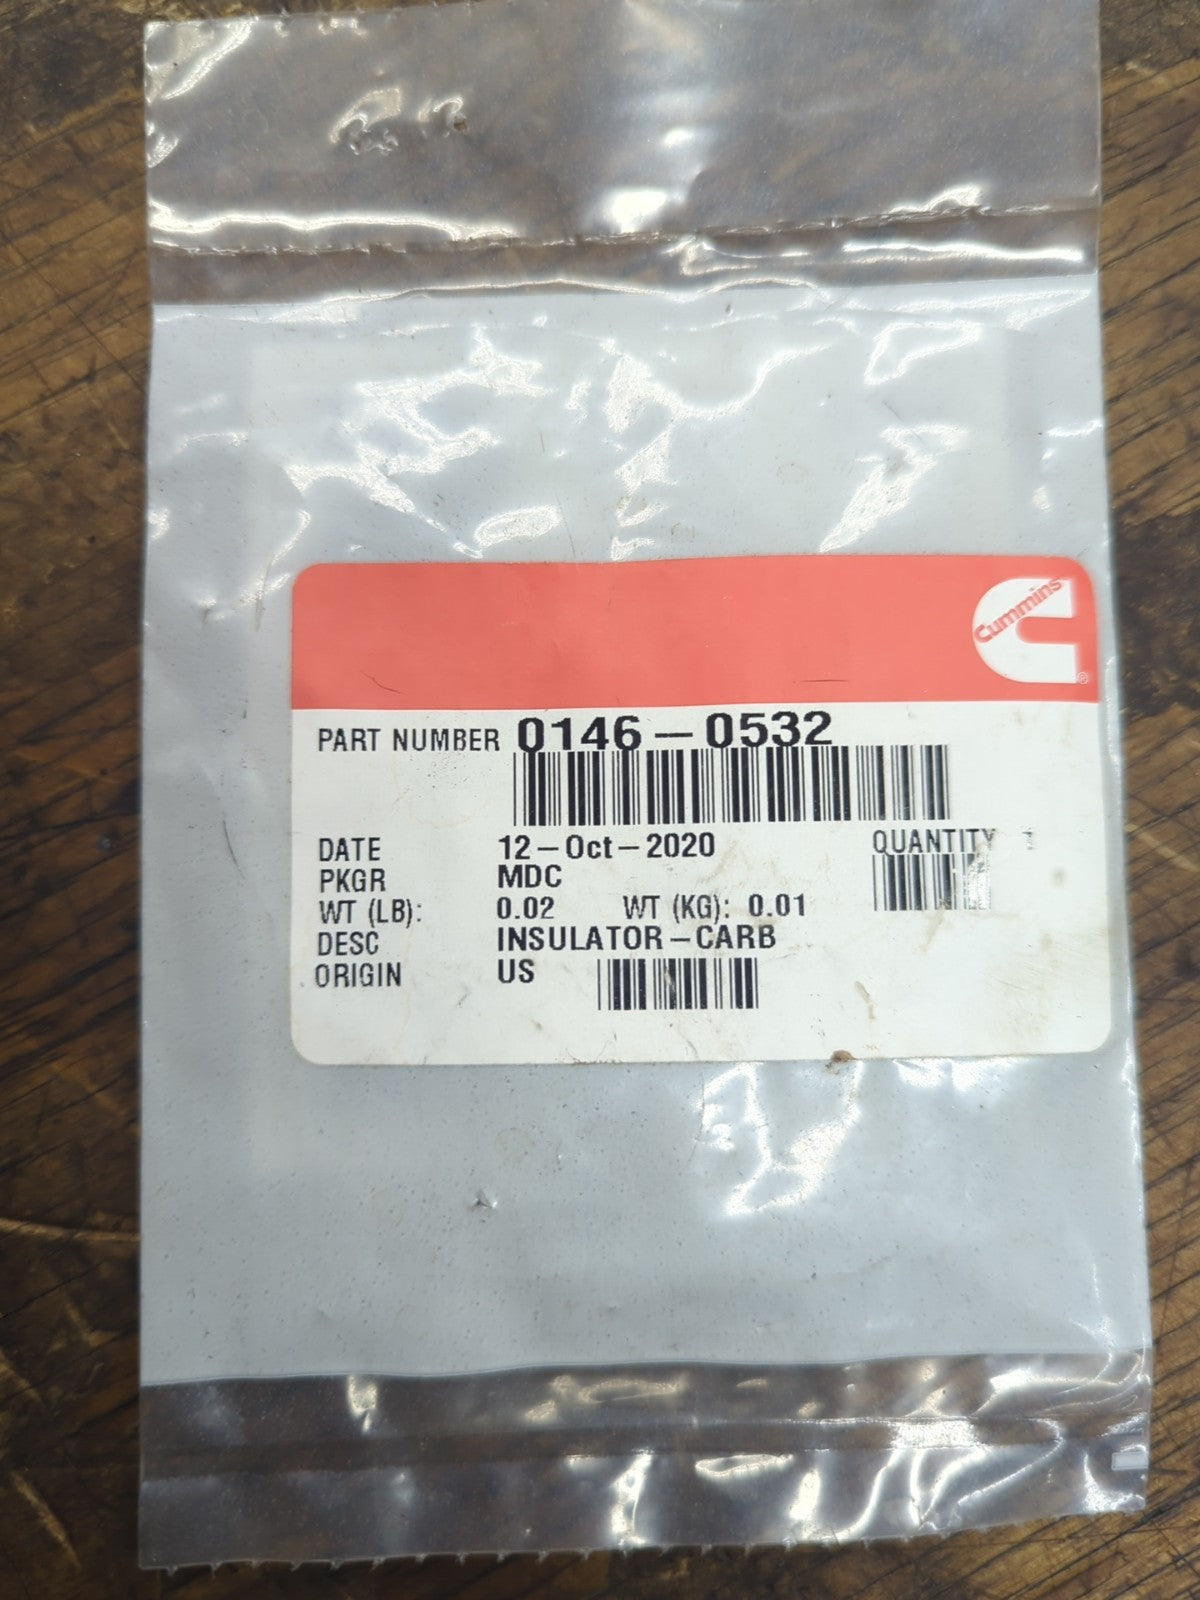 Cummins
®
PART NUMBER 0146-0532
DATE 12-Oct-2020 QUANTITY 1
PKGR MDC
WT (LB): 0.02 WT (KG): 0.01
DESC INSULATOR-CARB
ORIGIN US